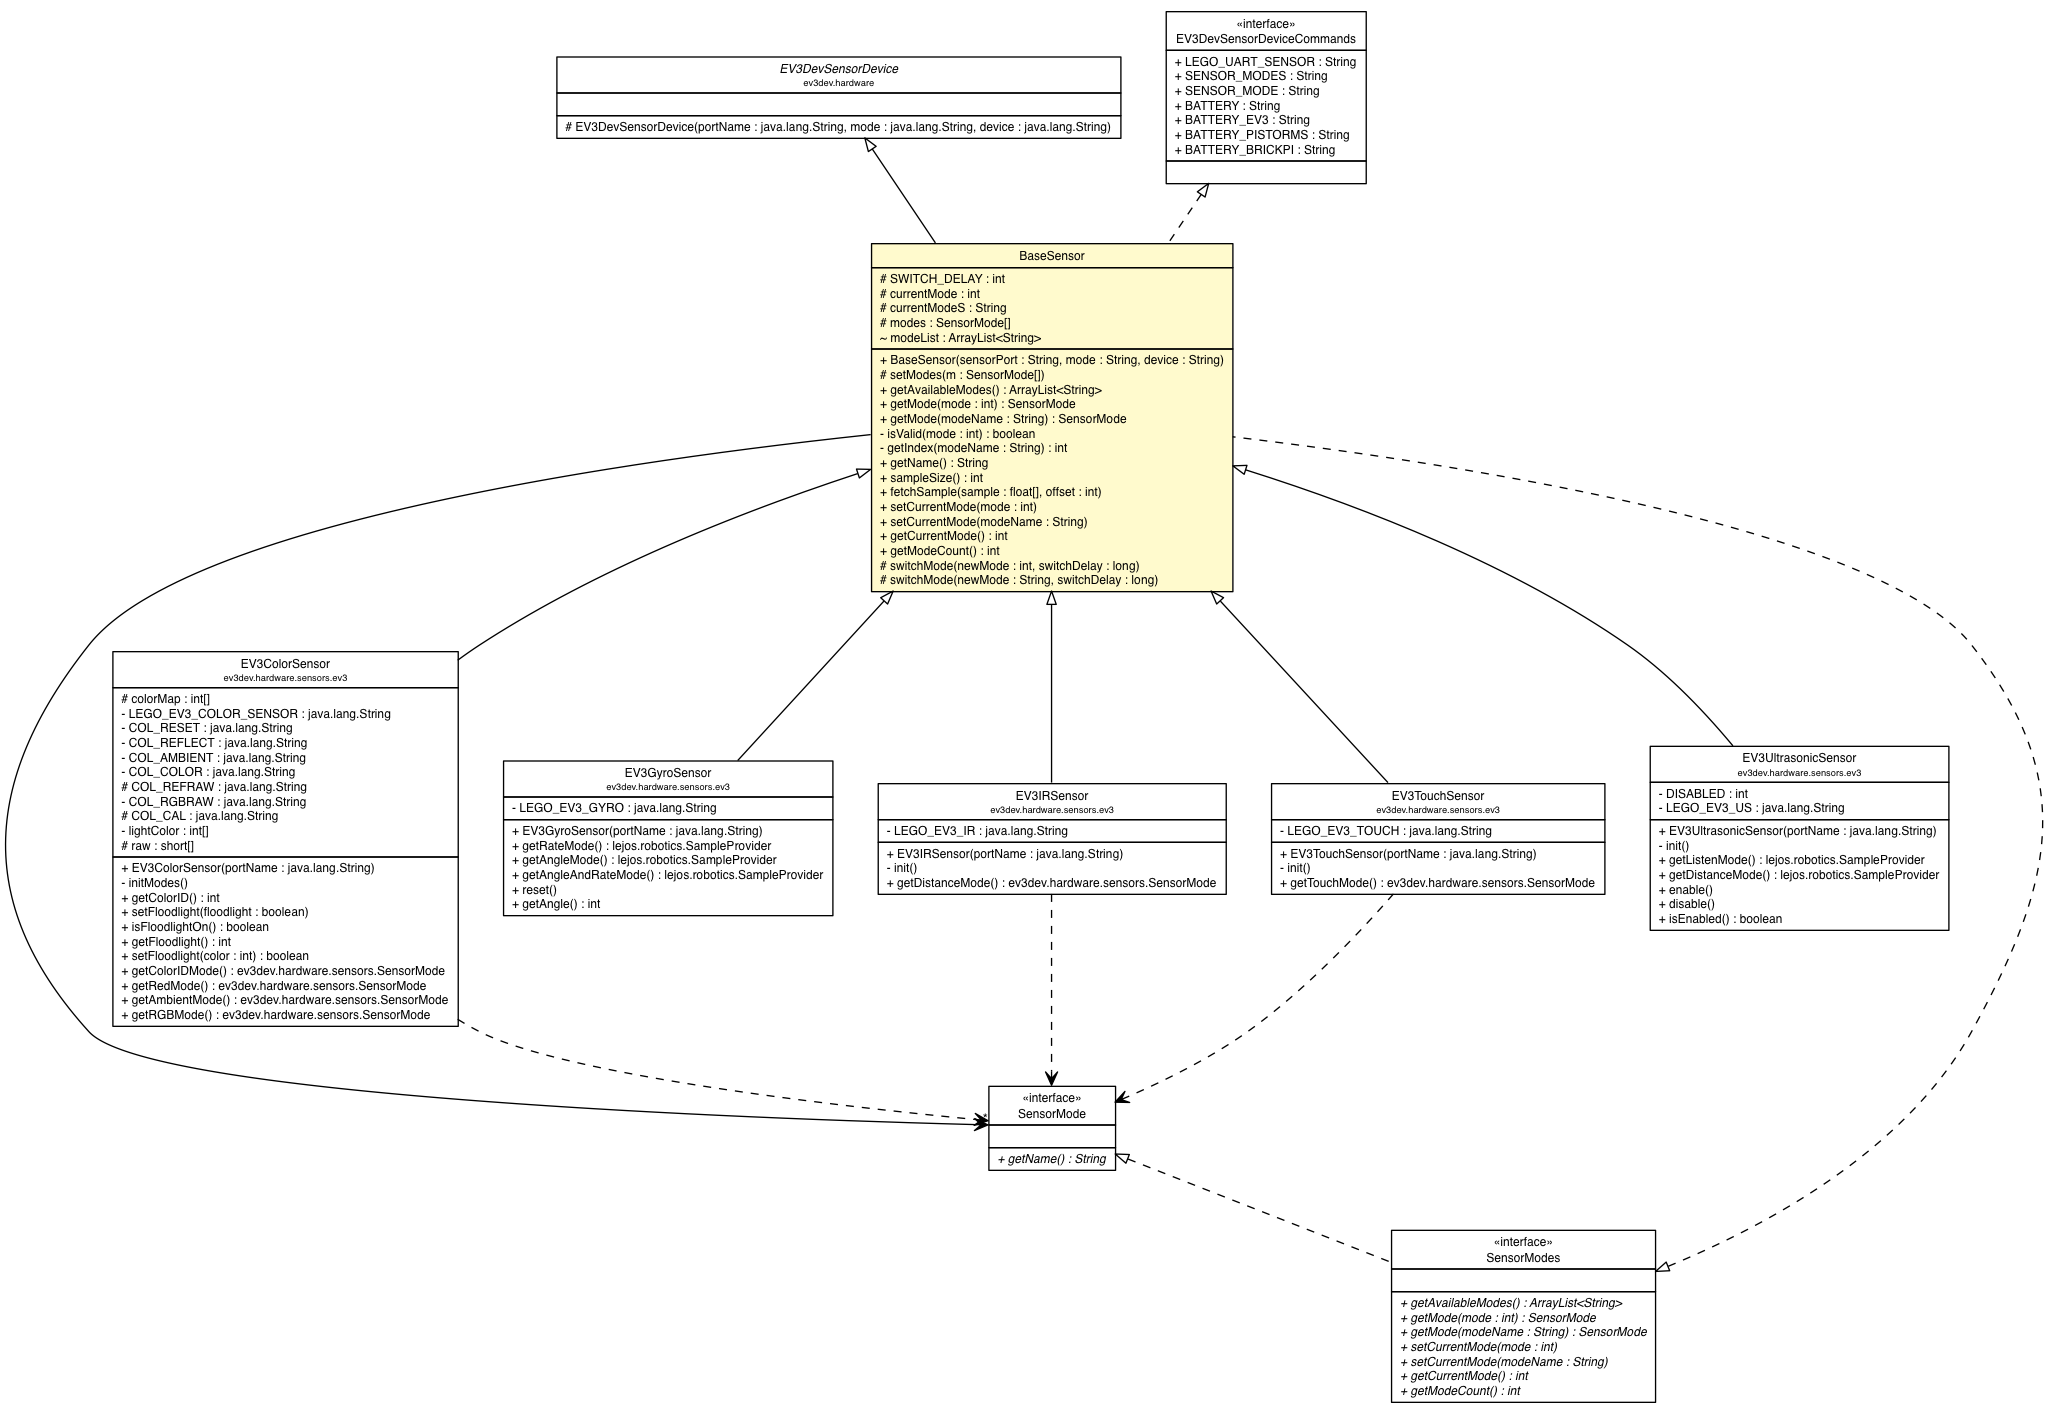 «interface»
EV3DevSensorDeviceCommands
+ LEGO_UART_SENSOR : String
+ SENSOR_MODES : String
+ SENSOR_MODE : String
+ BATTERY : String
+ BATTERY_EV3 : String
+ BATTERY_PISTORMS : String
+ BATTERY_BRICKPI : String
EV3DevSensorDevice
ev3dev.hardware
# EV3DevSensorDevice(portName : java.lang.String, mode : java.lang.String, device : java.lang.String)
BaseSensor
# SWITCH_DELAY : int
# currentMode : int
# currentModeS : String
# modes : SensorMode[]
~ modeList : ArrayList<String>
+ BaseSensor(sensorPort : String, mode : String, device : String)
# setModes(m : SensorMode[])
+ getAvailableModes() : ArrayList<String>
+ getMode(mode : int) : SensorMode
+ getMode(modeName : String) : SensorMode
- isValid(mode : int) : boolean
- getIndex(modeName : String) : int
+ getName() : String
+ sampleSize() : int
+ fetchSample(sample : float[], offset : int)
+ setCurrentMode(mode : int)
+ setCurrentMode(modeName : String)
+ getCurrentMode() : int
+ getModeCount() : int
# switchMode(newMode : int, switchDelay : long)
# switchMode(newMode : String, switchDelay : long)
EV3ColorSensor
ev3dev.hardware.sensors.ev3
# colorMap : int[]
- LEGO_EV3_COLOR_SENSOR : java.lang.String
- COL_RESET : java.lang.String
- COL_REFLECT : java.lang.String
- COL_AMBIENT : java.lang.String
- COL_COLOR : java.lang.String
# COL_REFRAW : java.lang.String
- COL_RGBRAW : java.lang.String
# COL_CAL : java.lang.String
- lightColor : int[]
# raw : short[]
+ EV3ColorSensor(portName : java.lang.String)
- initModes()
+ getColorID() : int
+ setFloodlight(floodlight : boolean)
+ isFloodlightOn() : boolean
+ getFloodlight() : int
+ setFloodlight(color : int) : boolean
+ getColorIDMode() : ev3dev.hardware.sensors.SensorMode
+ getRedMode() : ev3dev.hardware.sensors.SensorMode
+ getAmbientMode() : ev3dev.hardware.sensors.SensorMode
+ getRGBMode() : ev3dev.hardware.sensors.SensorMode
EV3GyroSensor
ev3dev.hardware.sensors.ev3
- LEGO_EV3_GYRO : java.lang.String
+ EV3GyroSensor(portName : java.lang.String)
+ getRateMode() : lejos.robotics.SampleProvider
+ getAngleMode() : lejos.robotics.SampleProvider
+ getAngleAndRateMode() : lejos.robotics.SampleProvider
+ reset()
+ getAngle() : int
EV3IRSensor
ev3dev.hardware.sensors.ev3
- LEGO_EV3_IR : java.lang.String
+ EV3IRSensor(portName : java.lang.String)
- init()
+ getDistanceMode() : ev3dev.hardware.sensors.SensorMode
EV3TouchSensor
ev3dev.hardware.sensors.ev3
- LEGO_EV3_TOUCH : java.lang.String
+ EV3TouchSensor(portName : java.lang.String)
- init()
+ getTouchMode() : ev3dev.hardware.sensors.SensorMode
EV3UltrasonicSensor
ev3dev.hardware.sensors.ev3
- DISABLED : int
- LEGO_EV3_US : java.lang.String
+ EV3UltrasonicSensor(portName : java.lang.String)
- init()
+ getListenMode() : lejos.robotics.SampleProvider
+ getDistanceMode() : lejos.robotics.SampleProvider
+ enable()
+ disable()
+ isEnabled() : boolean
*
«interface»
SensorMode
+ getName() : String
«interface»
SensorModes
+ getAvailableModes() : ArrayList<String>
+ getMode(mode : int) : SensorMode
+ getMode(modeName : String) : SensorMode
+ setCurrentMode(mode : int)
+ setCurrentMode(modeName : String)
+ getCurrentMode() : int
+ getModeCount() : int